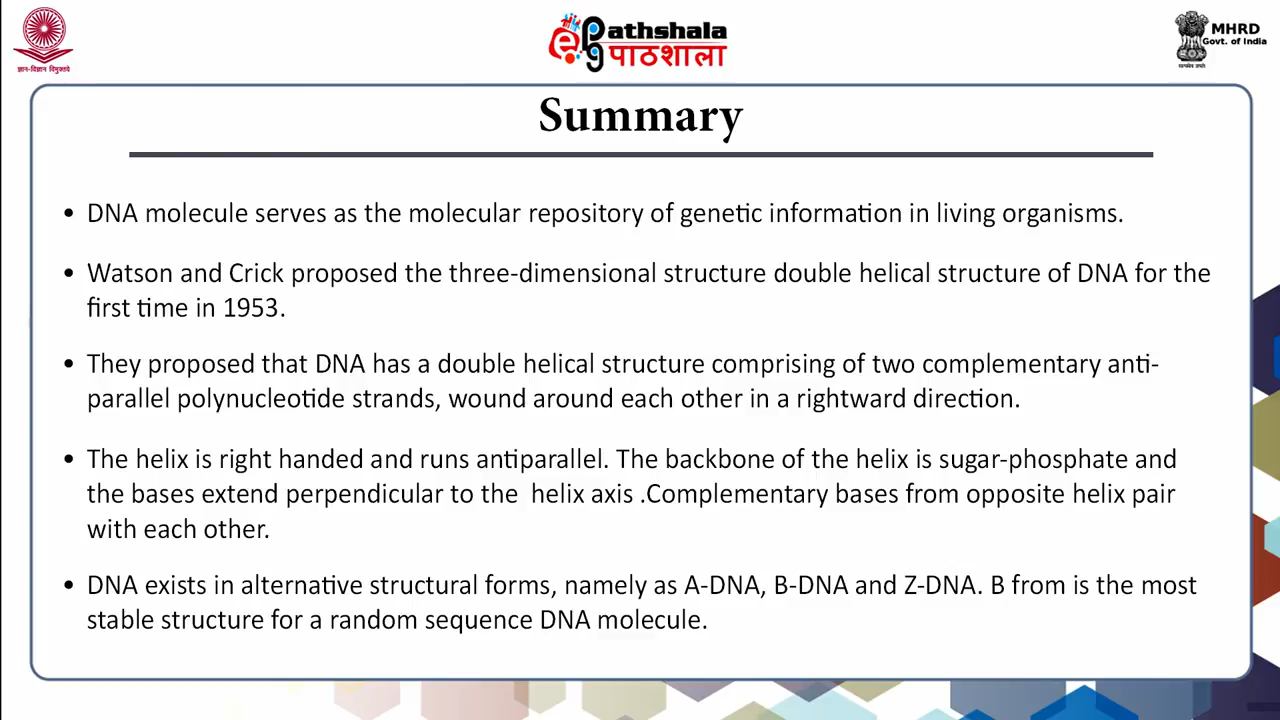 ज्ञान-विज्ञान विमुक्तये
ePG Pathshala
पाठशाला
MHRD
Govt. of India
सत्यमेव जयते
Summary
• DNA molecule serves as the molecular repository of genetic information in living organisms.
• Watson and Crick proposed the three-dimensional structure double helical structure of DNA for the
first time in 1953.
• They proposed that DNA has a double helical structure comprising of two complementary anti-
parallel polynucleotide strands, wound around each other in a rightward direction.
• The helix is right handed and runs antiparallel. The backbone of the helix is sugar-phosphate and
the bases extend perpendicular to the  helix axis .Complementary bases from opposite helix pair
with each other.
• DNA exists in alternative structural forms, namely as A-DNA, B-DNA and Z-DNA. B from is the most
stable structure for a random sequence DNA molecule.